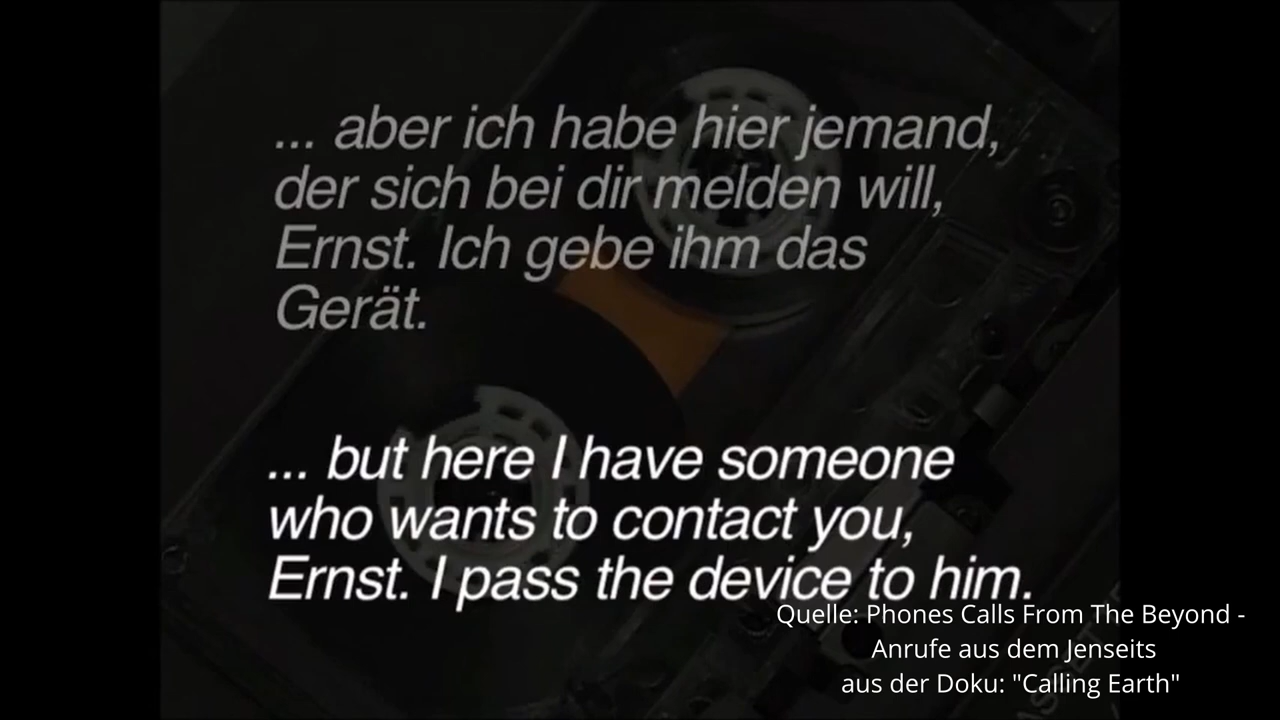 ... aber ich habe hier jemand,
der sich bei dir melden will,
Ernst. Ich gebe ihm das
Gerät.
... but here I have someone
who wants to contact you,
Ernst. I pass the device to him.
Quelle: Phones Calls From The Beyond -
Anrufe aus dem Jenseits
aus der Doku: "Calling Earth"